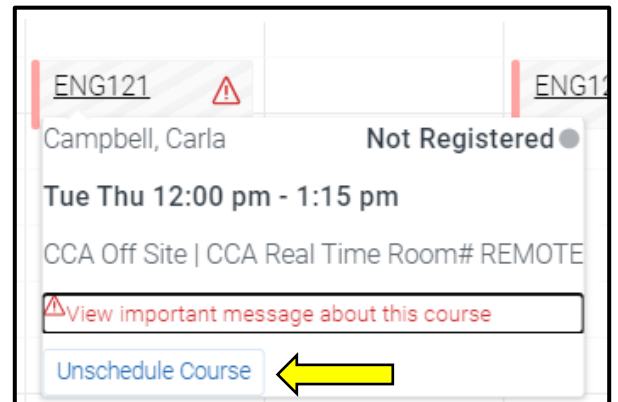 ENG121
ENG12
Campbell, Carla Not Registered
Tue Thu 12:00 pm - 1:15 pm
CCA Off Site | CCA Real Time Room# REMOTE
View important message about this course
Unschedule Course